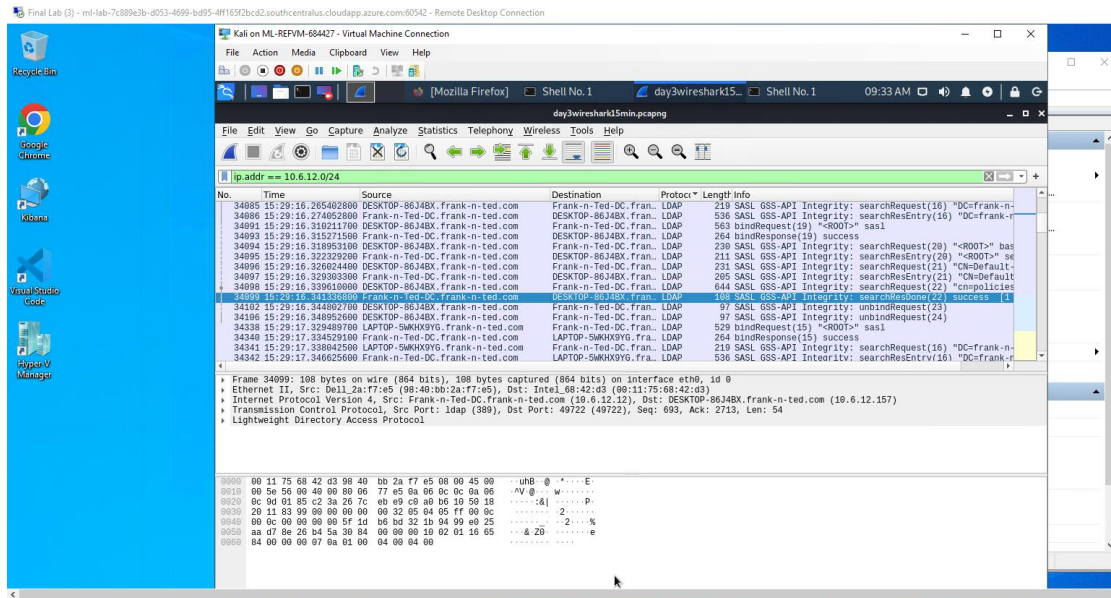 Final Lab (3) - ml-lab-7c889e3b-d053-4699-bd95-4ff165f2bcd2.southcentralus.cloudapp.azure.com:60542 - Remote Desktop Connection
Recycle Bin
Google Chrome
Kibana
Visual Studio Code
Hyper-V Manager
Kali on ML-REFVM-684427 - Virtual Machine Connection
File Action Media Clipboard View Help
[Mozilla Firefox] Shell No. 1 day3wireshark15... Shell No. 1 09:33 AM
day3wireshark15min.pcapng
File Edit View Go Capture Analyze Statistics Telephony Wireless Tools Help
ip.addr == 10.6.12.0/24
No. Time Source Destination Protocol Length Info
34085 15:29:16.265402800 DESKTOP-86J4BX.frank-n-ted.com Frank-n-Ted-DC.fran… LDAP 219 SASL GSS-API Integrity: searchRequest(16) "DC=frank-n-
34086 15:29:16.274052800 Frank-n-Ted-DC.frank-n-ted.com DESKTOP-86J4BX.fran… LDAP 536 SASL GSS-API Integrity: searchResEntry(16) "DC=frank-r
34091 15:29:16.310211700 Frank-n-Ted-DC.frank-n-ted.com DESKTOP-86J4BX.fran… LDAP 563 bindRequest(19) "<ROOT>" sasl
34093 15:29:16.315271500 Frank-n-Ted-DC.frank-n-ted.com DESKTOP-86J4BX.fran… LDAP 264 bindResponse(19) success
34094 15:29:16.318953100 DESKTOP-86J4BX.frank-n-ted.com Frank-n-Ted-DC.fran… LDAP 230 SASL GSS-API Integrity: searchRequest(20) "<ROOT>" bas
34095 15:29:16.322329200 Frank-n-Ted-DC.frank-n-ted.com DESKTOP-86J4BX.fran… LDAP 211 SASL GSS-API Integrity: searchResEntry(20) "<ROOT>" se
34096 15:29:16.326024400 DESKTOP-86J4BX.frank-n-ted.com Frank-n-Ted-DC.fran… LDAP 231 SASL GSS-API Integrity: searchRequest(21) "CN=Default-
34097 15:29:16.329303300 Frank-n-Ted-DC.frank-n-ted.com DESKTOP-86J4BX.fran… LDAP 205 SASL GSS-API Integrity: searchResEntry(21) "CN=Default
34098 15:29:16.339610000 DESKTOP-86J4BX.frank-n-ted.com Frank-n-Ted-DC.fran… LDAP 644 SASL GSS-API Integrity: searchRequest(22) "cn=policies
34099 15:29:16.341336800 Frank-n-Ted-DC.frank-n-ted.com DESKTOP-86J4BX.fran… LDAP 108 SASL GSS-API Integrity: searchResDone(22) success [1
34102 15:29:16.344802700 DESKTOP-86J4BX.frank-n-ted.com Frank-n-Ted-DC.fran… LDAP 97 SASL GSS-API Integrity: unbindRequest(23)
34106 15:29:16.348952600 DESKTOP-86J4BX.frank-n-ted.com Frank-n-Ted-DC.fran… LDAP 97 SASL GSS-API Integrity: unbindRequest(24)
34338 15:29:17.329489700 LAPTOP-5WKHX9YG.frank-n-ted.com Frank-n-Ted-DC.fran… LDAP 529 bindRequest(15) "<ROOT>" sasl
34340 15:29:17.334529100 Frank-n-Ted-DC.frank-n-ted.com LAPTOP-5WKHX9YG.fra… LDAP 264 bindResponse(15) success
34341 15:29:17.338042500 LAPTOP-5WKHX9YG.frank-n-ted.com Frank-n-Ted-DC.fran… LDAP 219 SASL GSS-API Integrity: searchRequest(16) "DC=frank-n-
34342 15:29:17.346625600 Frank-n-Ted-DC.frank-n-ted.com LAPTOP-5WKHX9YG.fra… LDAP 536 SASL GSS-API Integrity: searchResEntry(16) "DC=frank-r
Frame 34099: 108 bytes on wire (864 bits), 108 bytes captured (864 bits) on interface eth0, id 0
Ethernet II, Src: Dell_2a:f7:e5 (98:40:bb:2a:f7:e5), Dst: Intel_68:42:d3 (00:11:75:68:42:d3)
Internet Protocol Version 4, Src: Frank-n-Ted-DC.frank-n-ted.com (10.6.12.12), Dst: DESKTOP-86J4BX.frank-n-ted.com (10.6.12.157)
Transmission Control Protocol, Src Port: ldap (389), Dst Port: 49722 (49722), Seq: 693, Ack: 2713, Len: 54
Lightweight Directory Access Protocol
0000 00 11 75 68 42 d3 98 40 bb 2a f7 e5 08 00 45 00 ··uhB··@ ·*····E·
0010 00 5e 56 00 40 00 80 06 77 e5 0a 06 0c 0c 0a 06 ·^V·@··· w·······
0020 0c 9d 01 85 c2 3a 26 7c eb e9 c0 a0 b6 10 50 18 ·····:&| ······P·
0030 20 11 83 99 00 00 00 00 00 32 05 04 05 ff 00 0c ········ ·2······
0040 00 0c 00 00 00 00 5f 1d b6 bd 32 1b 94 99 e0 25 ······_· ··2····%
0050 aa d7 8e 26 b4 5a 30 84 00 00 00 10 02 01 16 65 ···&·Z0· ·······e
0060 84 00 00 00 07 0a 01 00 04 00 04 00 ········ ····